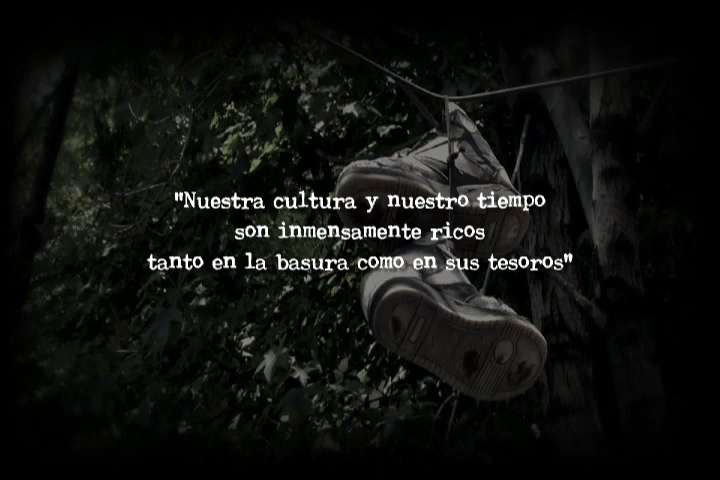 "Nuestra cultura y nuestro tiempo
son inmensamente ricos
tanto en la basura como en sus tesoros"